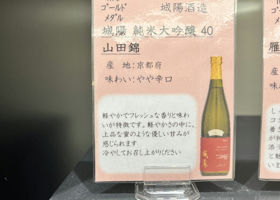 ゴールド　城陽酒造
メダル
城陽 純米大吟醸 40
山田錦
産 地:京都府
味わい:やや辛口
軽やかでフレッシュな香りと味わ
いが特徴です。軽やかさの中に、
上品な蜜のような優しい甘みが
感じられます
冷やしてお召し上がりください
城陽
雁